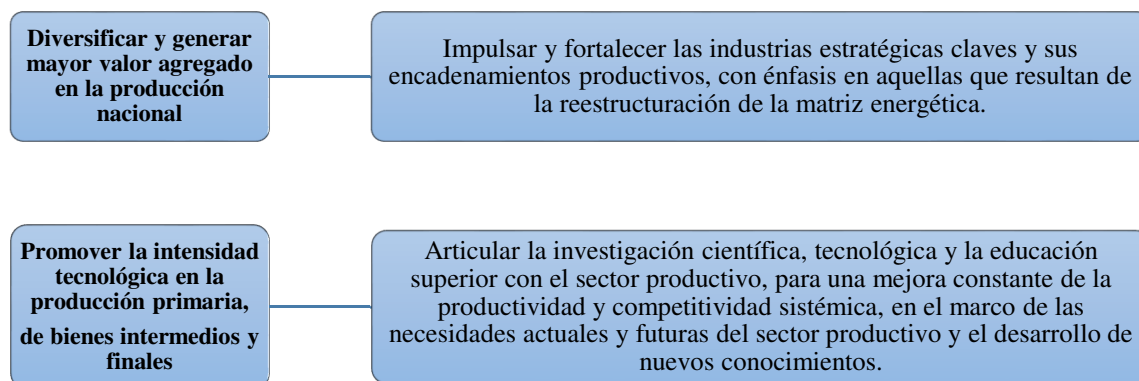 Diversificar y generar
mayor valor agregado
en la producción
nacional
Impulsar y fortalecer las industrias estratégicas claves y sus
encadenamientos productivos, con énfasis en aquellas que resultan de
la reestructuración de la matriz energética.
Promover la intensidad
tecnológica en la
producción primaria,
de bienes intermedios y
finales
Articular la investigación científica, tecnológica y la educación
superior con el sector productivo, para una mejora constante de la
productividad y competitividad sistémica, en el marco de las
necesidades actuales y futuras del sector productivo y el desarrollo de
nuevos conocimientos.